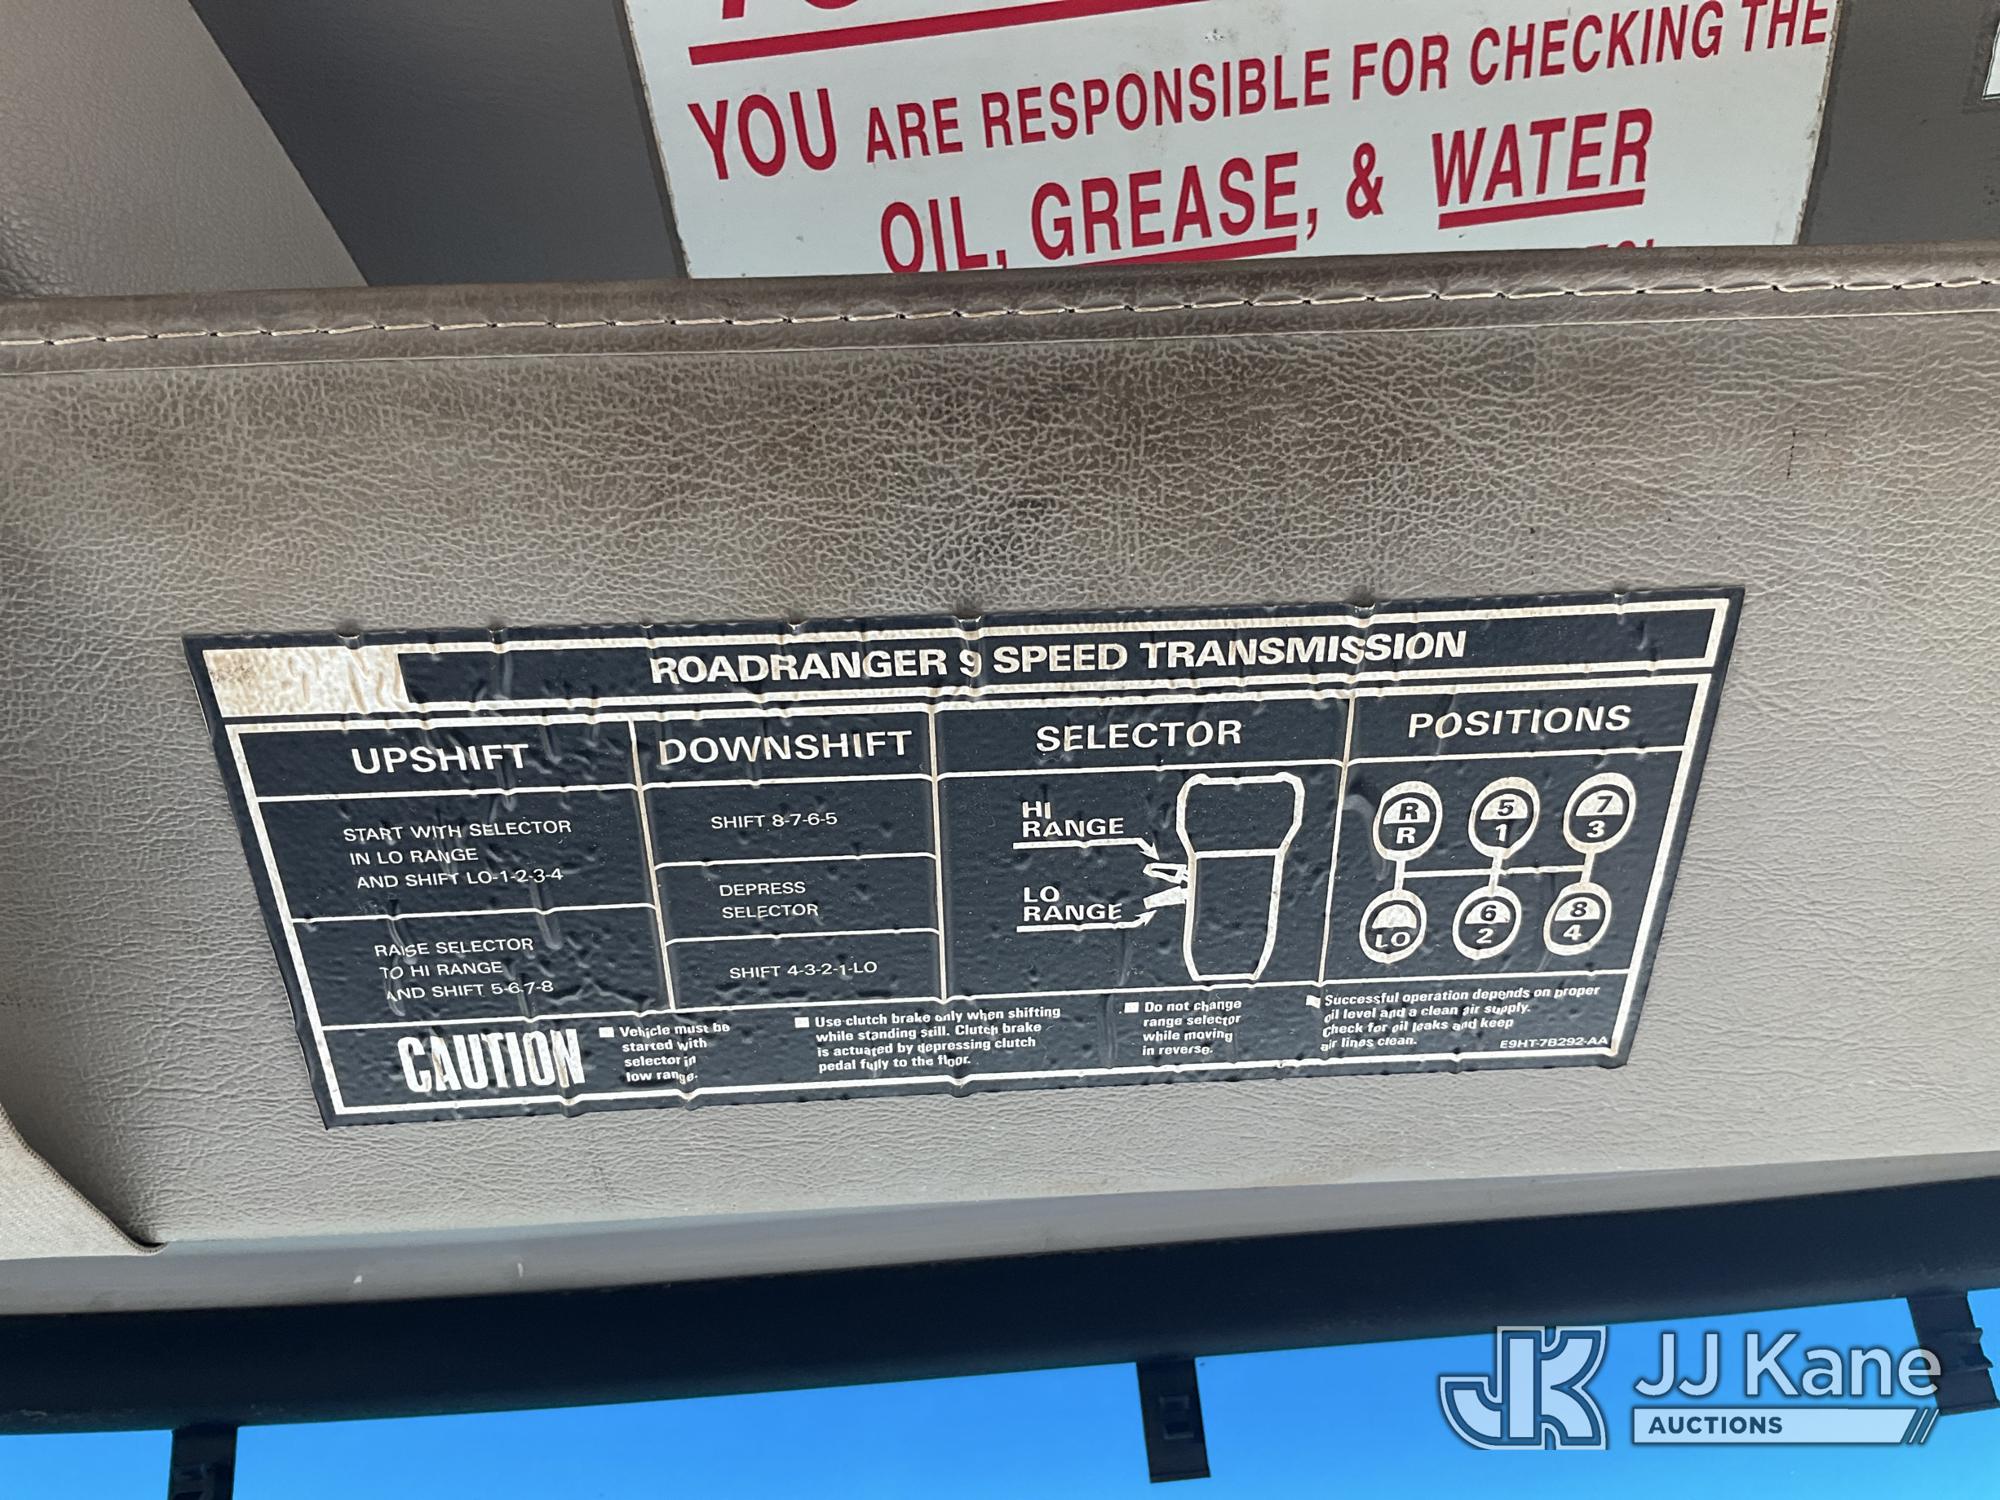 YOU ARE RESPONSIBLE FOR CHECKING THE
OIL, GREASE, & WATER
ROADRANGER 9 SPEED TRANSMISSION
UPSHIFT
START WITH SELECTOR
IN LO RANGE
AND SHIFT LO-1-2-3-4
RAISE SELECTOR
TO HI RANGE
AND SHIFT 5-6-7-8
DOWNSHIFT
SHIFT 8-7-6-5
DEPRESS
SELECTOR
SHIFT 4-3-2-1-LO
SELECTOR
HI
RANGE
LO
RANGE
POSITIONS
R 5 7
R 1 3
6 8
LO 2 4
CAUTION
Vehicle must be
started with
selector in
low range.
Use clutch brake only when shifting
while standing still. Clutch brake
is actuated by depressing clutch
pedal fully to the floor.
Do not change
range selector
while moving
in reverse.
Successful operation depends on proper
oil level and a clean air supply.
Check for oil leaks and keep
air lines clean.
E9HT-7B292-AA
JK JJ Kane
AUCTIONS